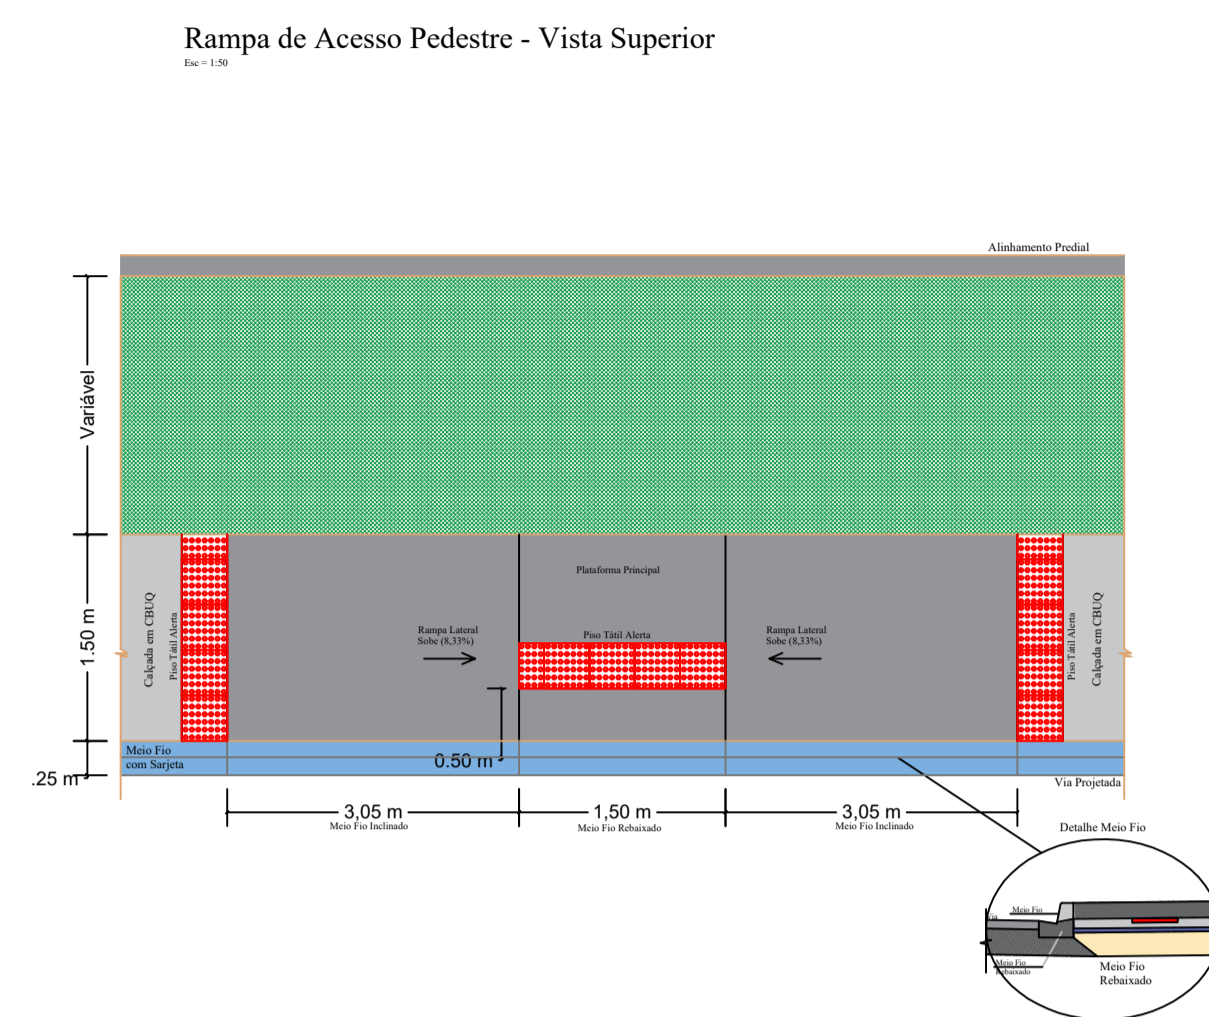 Rampa de Acesso Pedestre - Vista Superior
Esc = 1:50
Alinhamento Predial
Variável
1.50 m
.25 m
Calçada em CBUQ
Piso Tátil Alerta
Plataforma Principal
Rampa Lateral
Sobe (8,33%)
Piso Tátil Alerta
Rampa Lateral
Sobe (8,33%)
Piso Tátil Alerta
Calçada em CBUQ
Meio Fio
com Sarjeta
0.50 m
Via Projetada
3,05 m
Meio Fio Inclinado
1,50 m
Meio Fio Rebaixado
3,05 m
Meio Fio Inclinado
Detalhe Meio Fio
Meio Fio
Meio Fio
Rebaixado
Meio Fio
Rebaixado